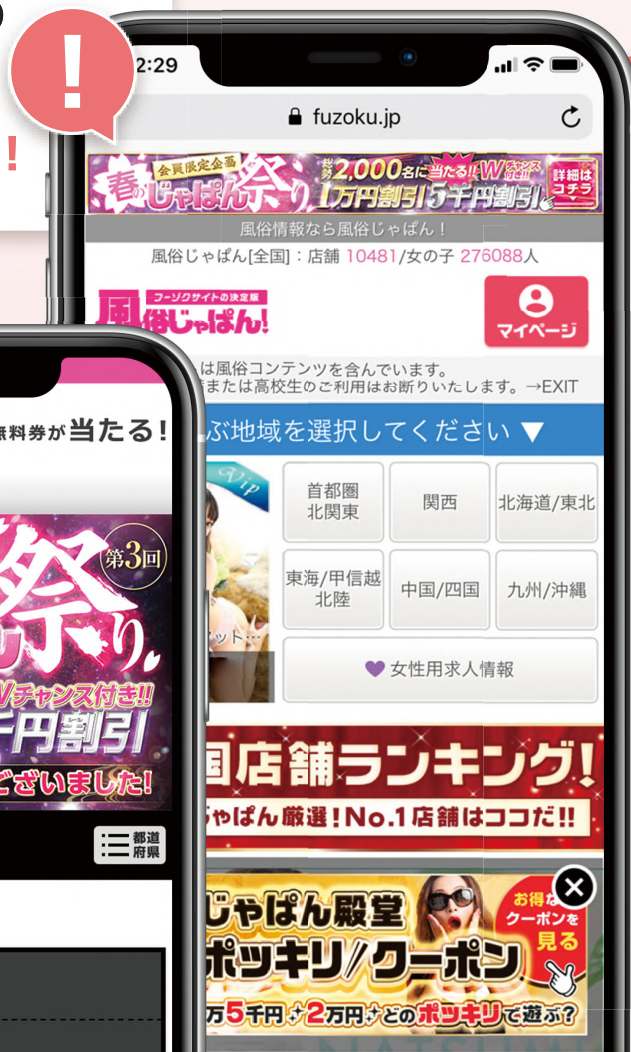 !
!
2:29
fuzoku.jp
会員限定企画
春のじゃぱん祭り
総勢2,000名に当たる!!Wチャンス付き!!
1万円割引 5千円割引
詳細は
コチラ
風俗情報なら風俗じゃぱん!
風俗じゃぱん[全国]:店舗 10481/女の子 276088人
フーゾクサイトの決定版
風俗じゃぱん!
マイページ
は風俗コンテンツを含んでいます。
または高校生のご利用はお断りいたします。→EXIT
ぶ地域を選択してください ▼
Vip
首都圏
北関東
関西
北海道/東北
東海/甲信越
北陸
中国/四国
九州/沖縄
ット…
女性用求人情報
国店舗ランキング!
じゃぱん厳選!No.1店舗はココだ!!
じゃぱん殿堂
ポッキリ/クーポン
お得な
クーポンを
見る
万5千円 2万円 どのポッキリで遊ぶ?
無料券が当たる!
祭り
第3回
Wチャンス付き!!
千円割引
ございました!
都道
府県